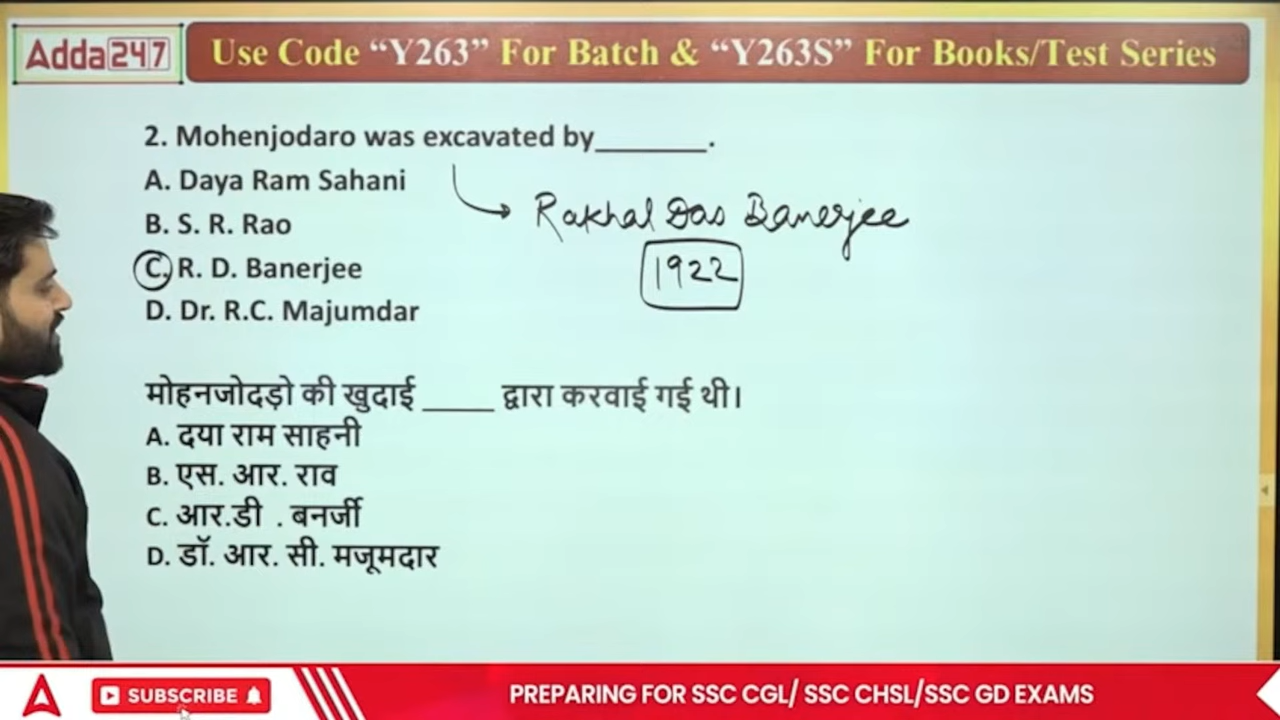 Adda247
Use Code “Y263” For Batch & “Y263S” For Books/Test Series
2. Mohenjodaro was excavated by_______.
A. Daya Ram Sahani
B. S. R. Rao
C. R. D. Banerjee
D. Dr. R.C. Majumdar
Rakhal Das Banerjee
1922
मोहनजोदड़ो की खुदाई _____ द्वारा करवाई गई थी।
A. दया राम साहनी
B. एस. आर. राव
C. आर.डी . बनर्जी
D. डॉ. आर. सी. मजूमदार
SUBSCRIBE
PREPARING FOR SSC CGL/ SSC CHSL/SSC GD EXAMS